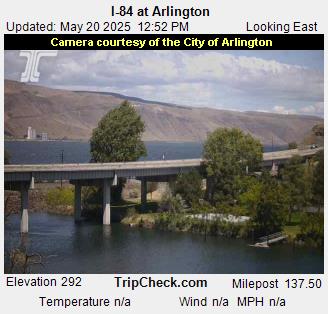 I-84 at Arlington
Updated: May 20 2025 12:52 PM Looking East
Camera courtesy of the City of Arlington
Elevation 292 TripCheck.com Milepost 137.50
Temperature n/a Wind n/a MPH n/a